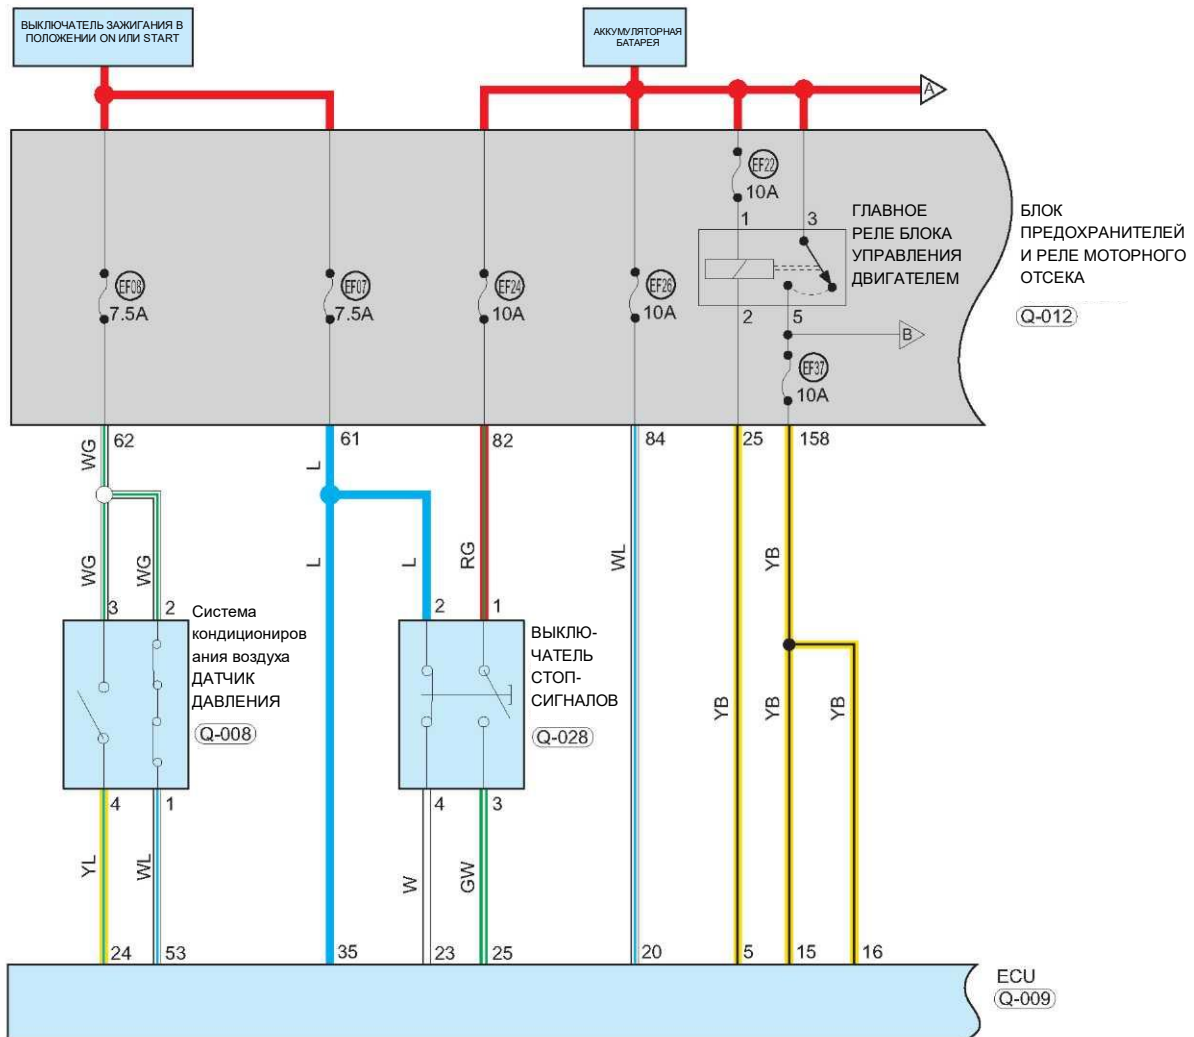 ВЫКЛЮЧАТЕЛЬ ЗАЖИГАНИЯ В
ПОЛОЖЕНИИ ON ИЛИ START
АККУМУЛЯТОРНАЯ
БАТАРЕЯ
A
EF22
10A
1
3
ГЛАВНОЕ
РЕЛЕ БЛОКА
УПРАВЛЕНИЯ
ДВИГАТЕЛЕМ
БЛОК
ПРЕДОХРАНИТЕЛЕЙ
И РЕЛЕ МОТОРНОГО
ОТСЕКА
Q-012
EF08
7.5A
EF07
7.5A
EF24
10A
EF26
10A
2
5
B
EF37
10A
62
61
82
84
25
158
WG
L
WG
WG
L
L
RG
WL
YB
3
2
Система
кондициониров
ания воздуха
ДАТЧИК
ДАВЛЕНИЯ
Q-008
2
1
ВЫКЛЮ-
ЧАТЕЛЬ
СТОП-
СИГНАЛОВ
Q-028
YB
YB
YB
4
1
4
3
YL
WL
W
GW
24
53
35
23
25
20
5
15
16
ECU
Q-009